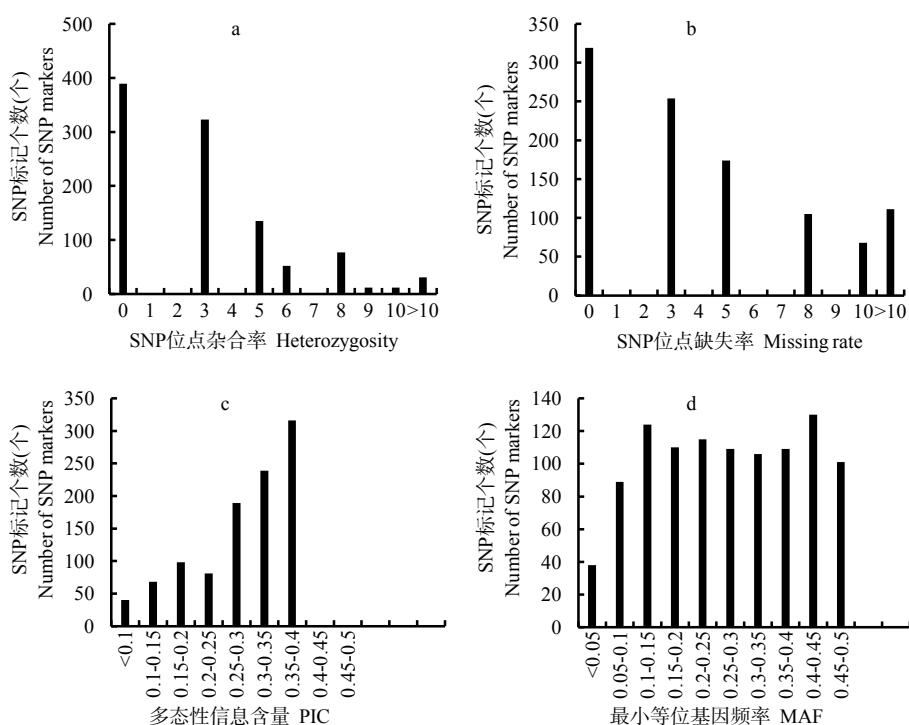 a
500
400
300
200
100
0
SNP标记个数(个)
Number of SNP markers
0 1 2 3 4 5 6 7 8 9 10 >10
SNP位点杂合率 Heterozygosity
b
350
300
250
200
150
100
50
0
SNP标记个数(个)
Number of SNP markers
0 1 2 3 4 5 6 7 8 9 10 >10
SNP位点缺失率 Missing rate
c
350
300
250
200
150
100
50
0
SNP标记个数(个)
Number of SNP markers
<0.1
0.1-0.15
0.15-0.2
0.2-0.25
0.25-0.3
0.3-0.35
0.35-0.4
0.4-0.45
0.45-0.5
多态性信息含量 PIC
d
140
120
100
80
60
40
20
0
SNP标记个数(个)
Number of SNP markers
<0.05
0.05-0.1
0.1-0.15
0.15-0.2
0.2-0.25
0.25-0.3
0.3-0.35
0.35-0.4
0.4-0.45
0.45-0.5
最小等位基因频率 MAF